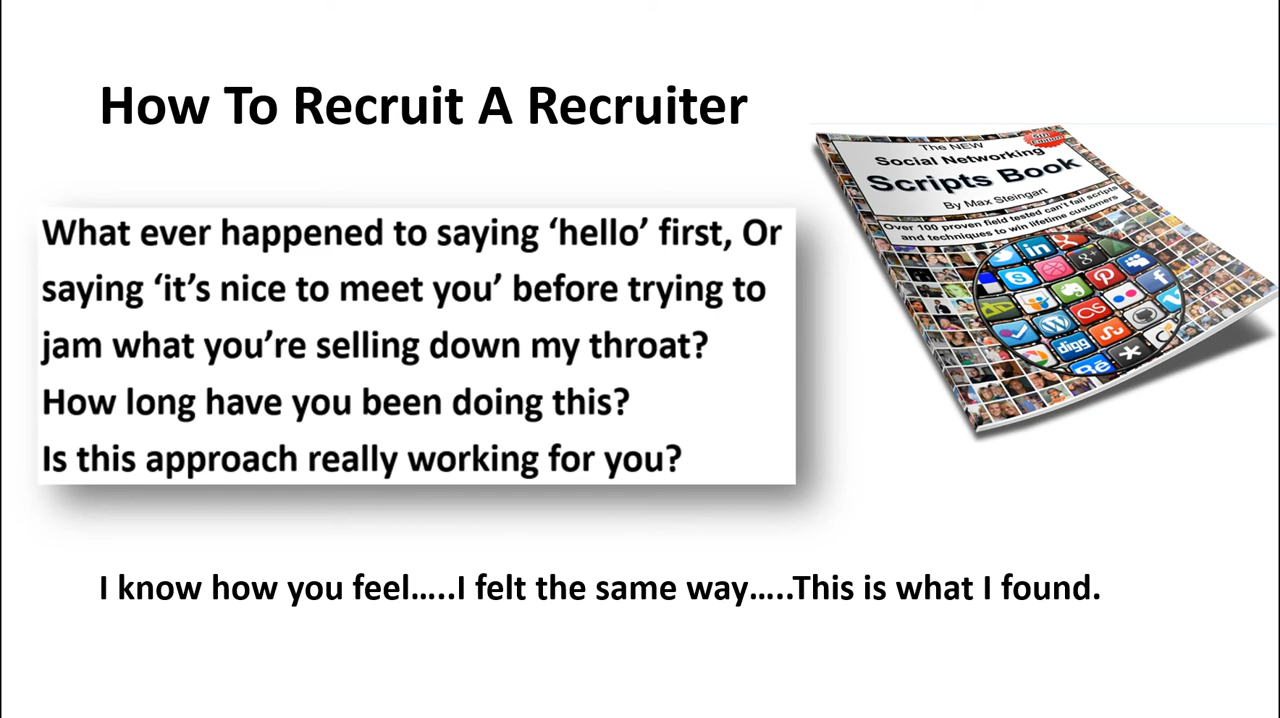 How To Recruit A Recruiter
What ever happened to saying ‘hello’ first, Or
saying ‘it’s nice to meet you’ before trying to
jam what you’re selling down my throat?
How long have you been doing this?
Is this approach really working for you?
The NEW
Social Networking
Scripts Book
By Max Steingart
Over 100 proven field tested can't fail scripts
and techniques to win lifetime customers
in
g+
digg
Bē
I know how you feel…..I felt the same way…..This is what I found.